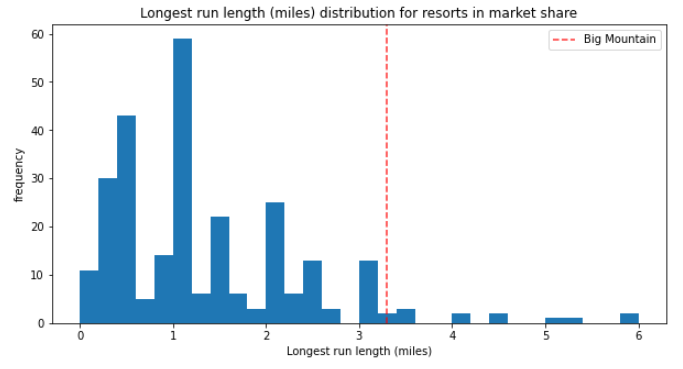 Longest run length (miles) distribution for resorts in market share
Big Mountain
frequency
60
50
40
30
20
10
0
0 1 2 3 4 5 6
Longest run length (miles)